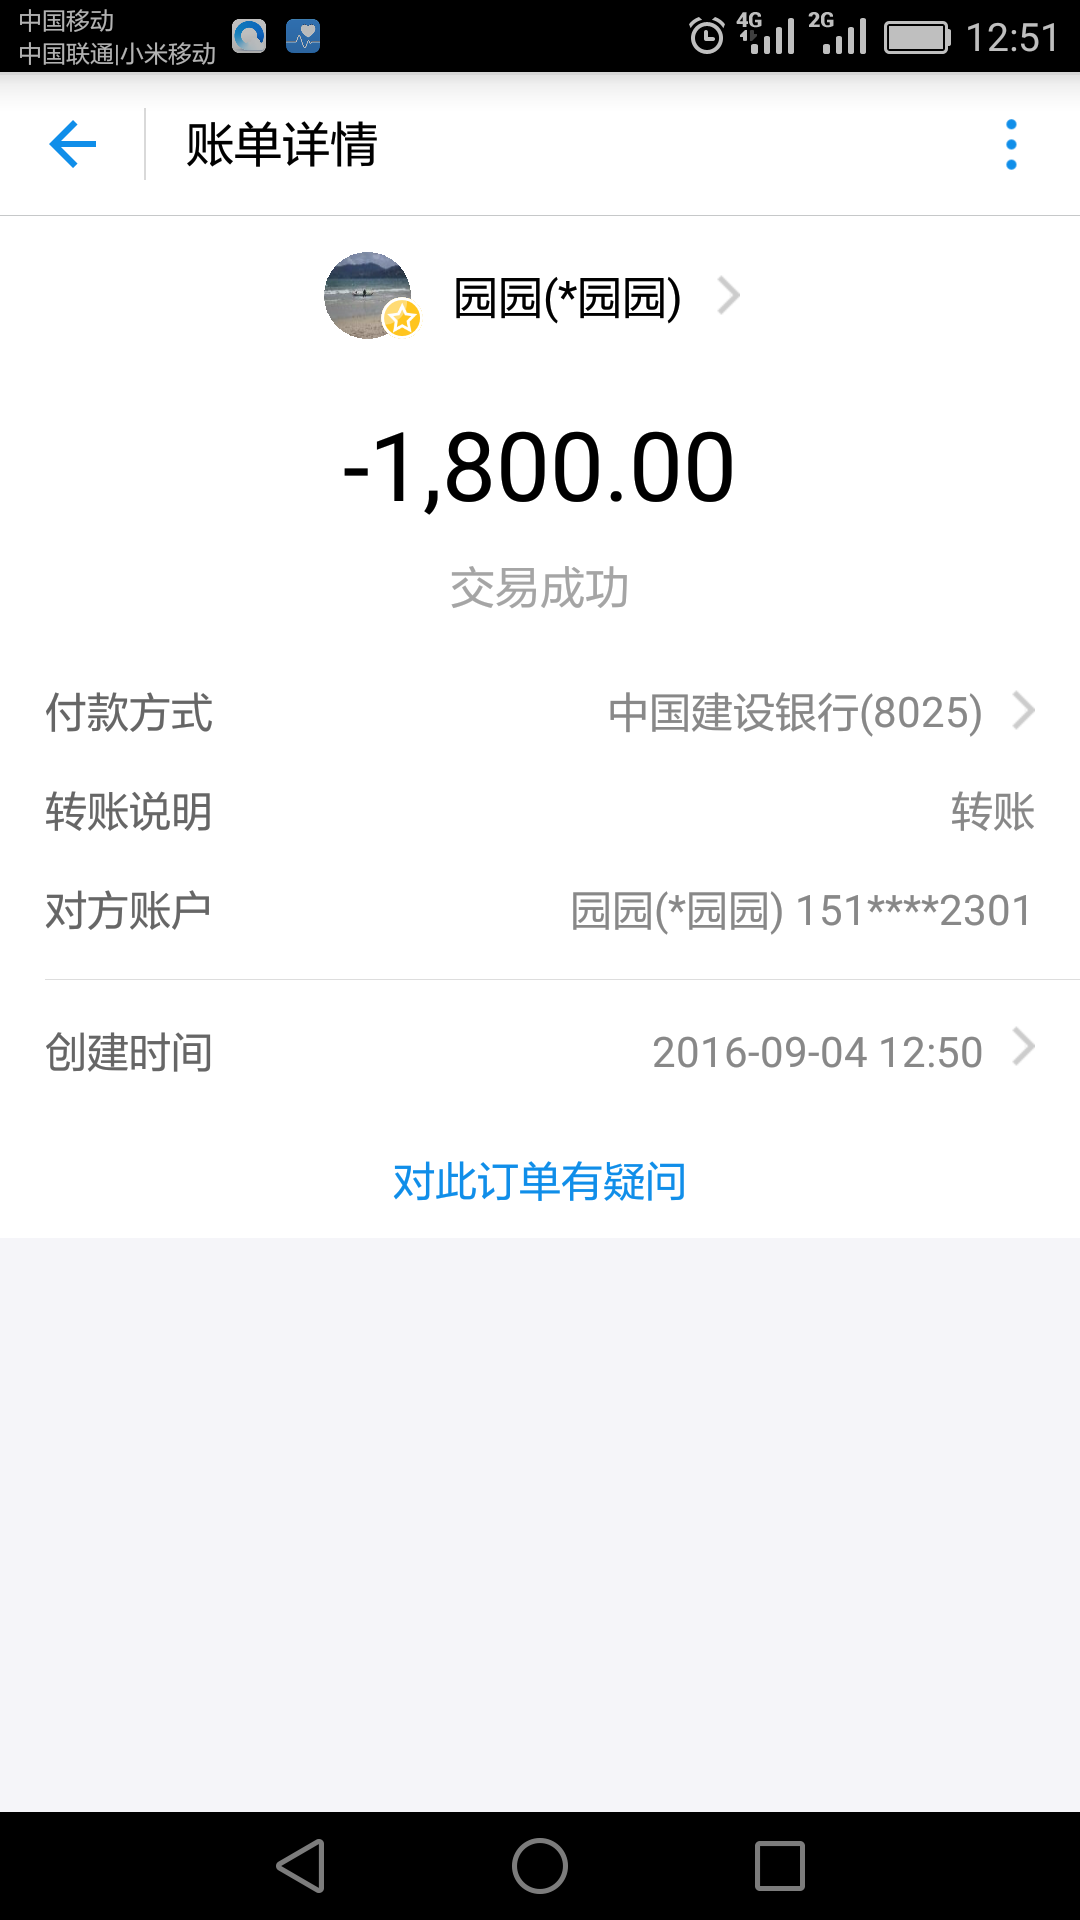 中国移动
中国联通|小米移动
4G
2G
12:51
账单详情
园园(*园园)
-1,800.00
交易成功
付款方式 中国建设银行(8025)
转账说明 转账
对方账户 园园(*园园) 151****2301
创建时间 2016-09-04 12:50
对此订单有疑问